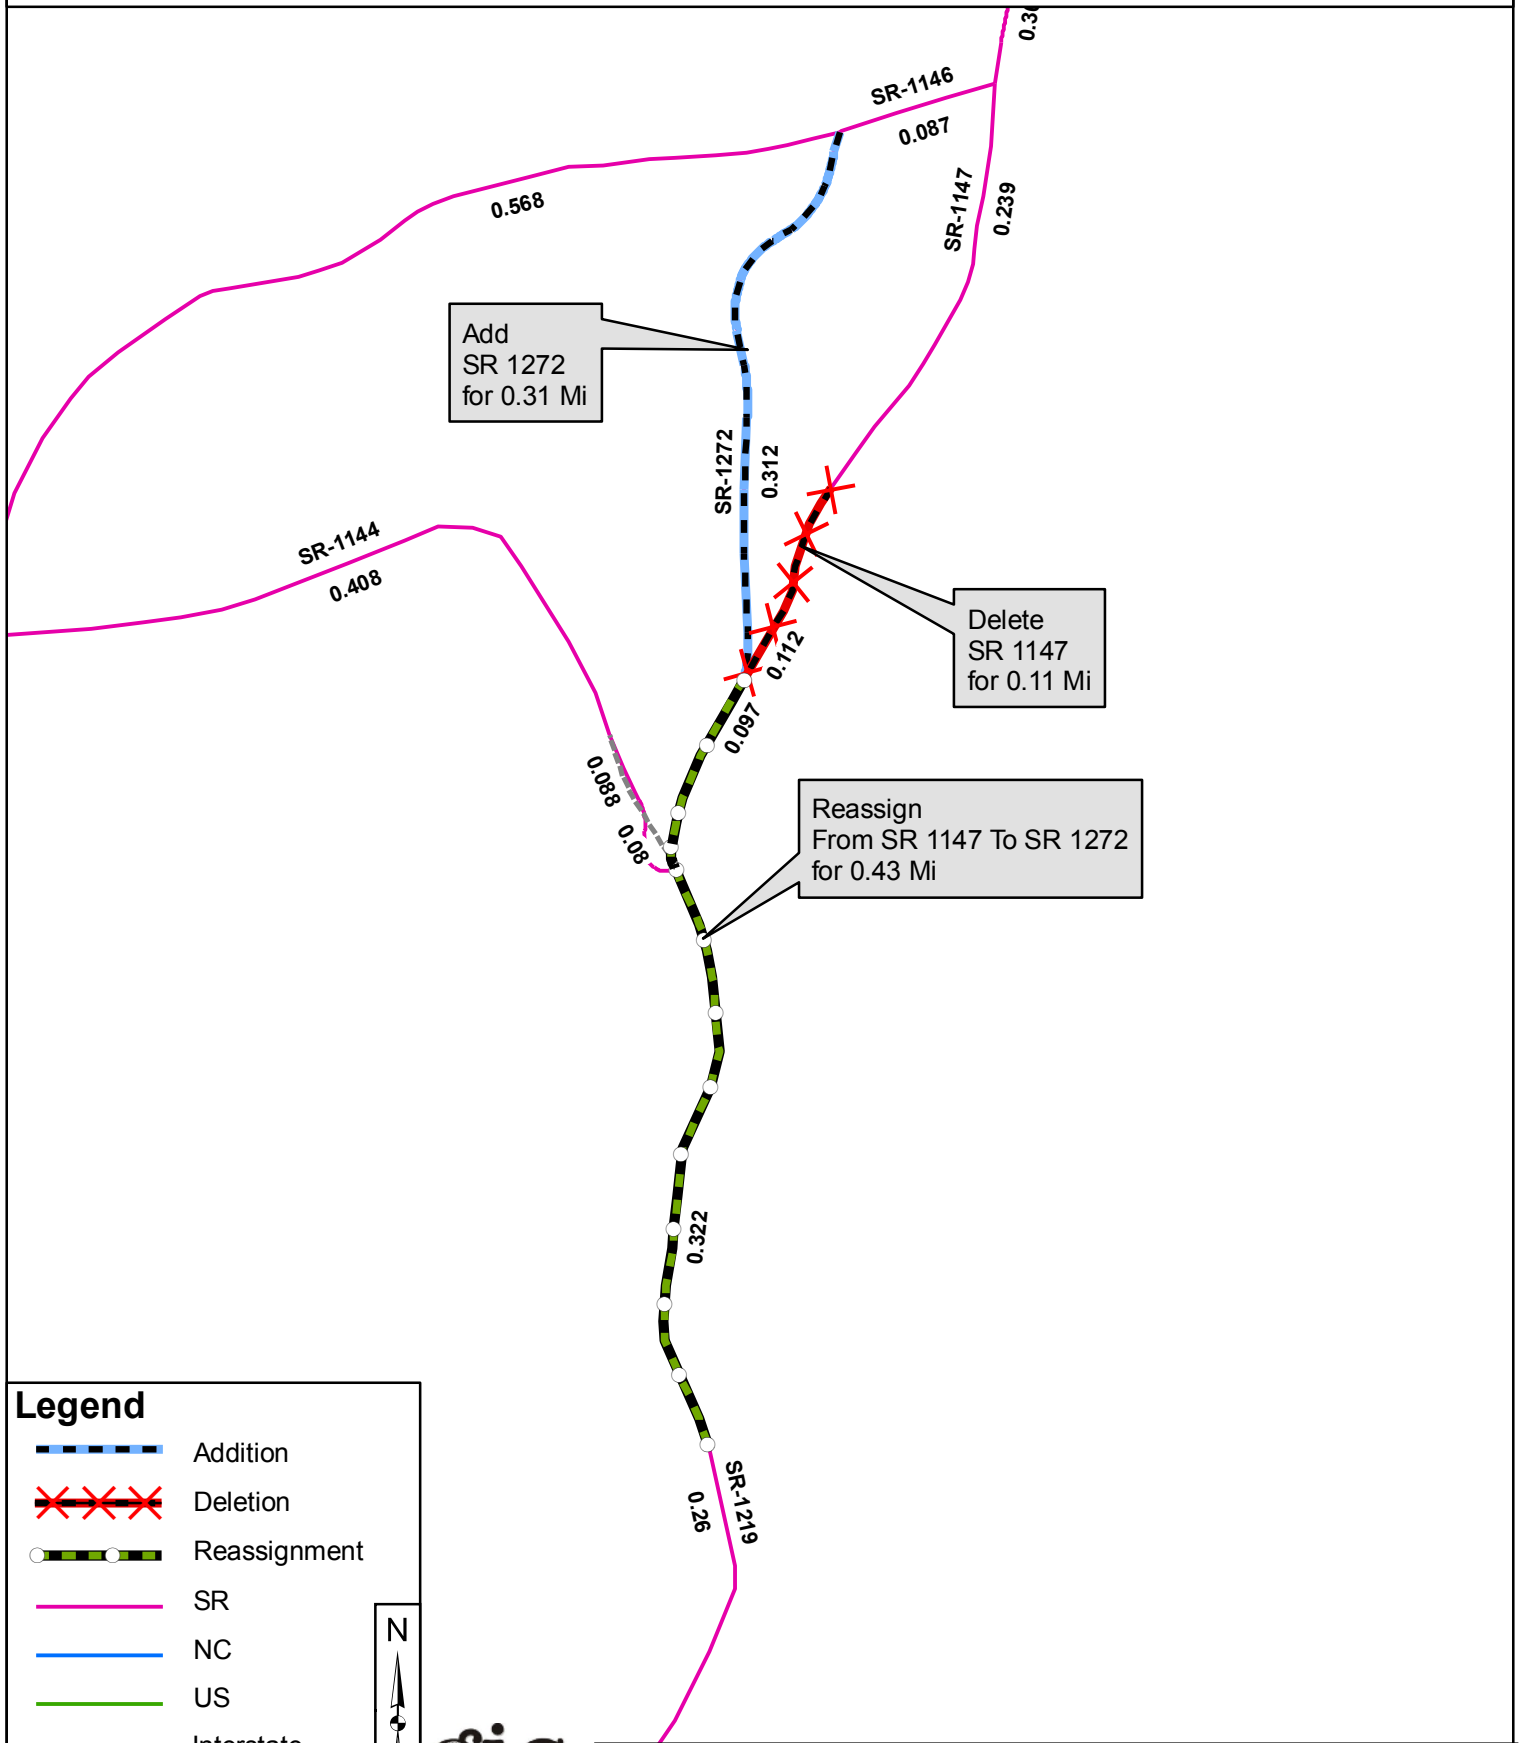 0.3
SR-1146
0.087
0.568
SR-1147
0.239
Add
SR 1272
for 0.31 Mi
SR-1272
0.312
SR-1144
0.408
Delete
SR 1147
for 0.11 Mi
0.112
0.097
0.088
0.08
Reassign
From SR 1147 To SR 1272
for 0.43 Mi
0.322
SR-1219
0.26
Legend
Addition
Deletion
Reassignment
SR
NC
US
Interstate
N